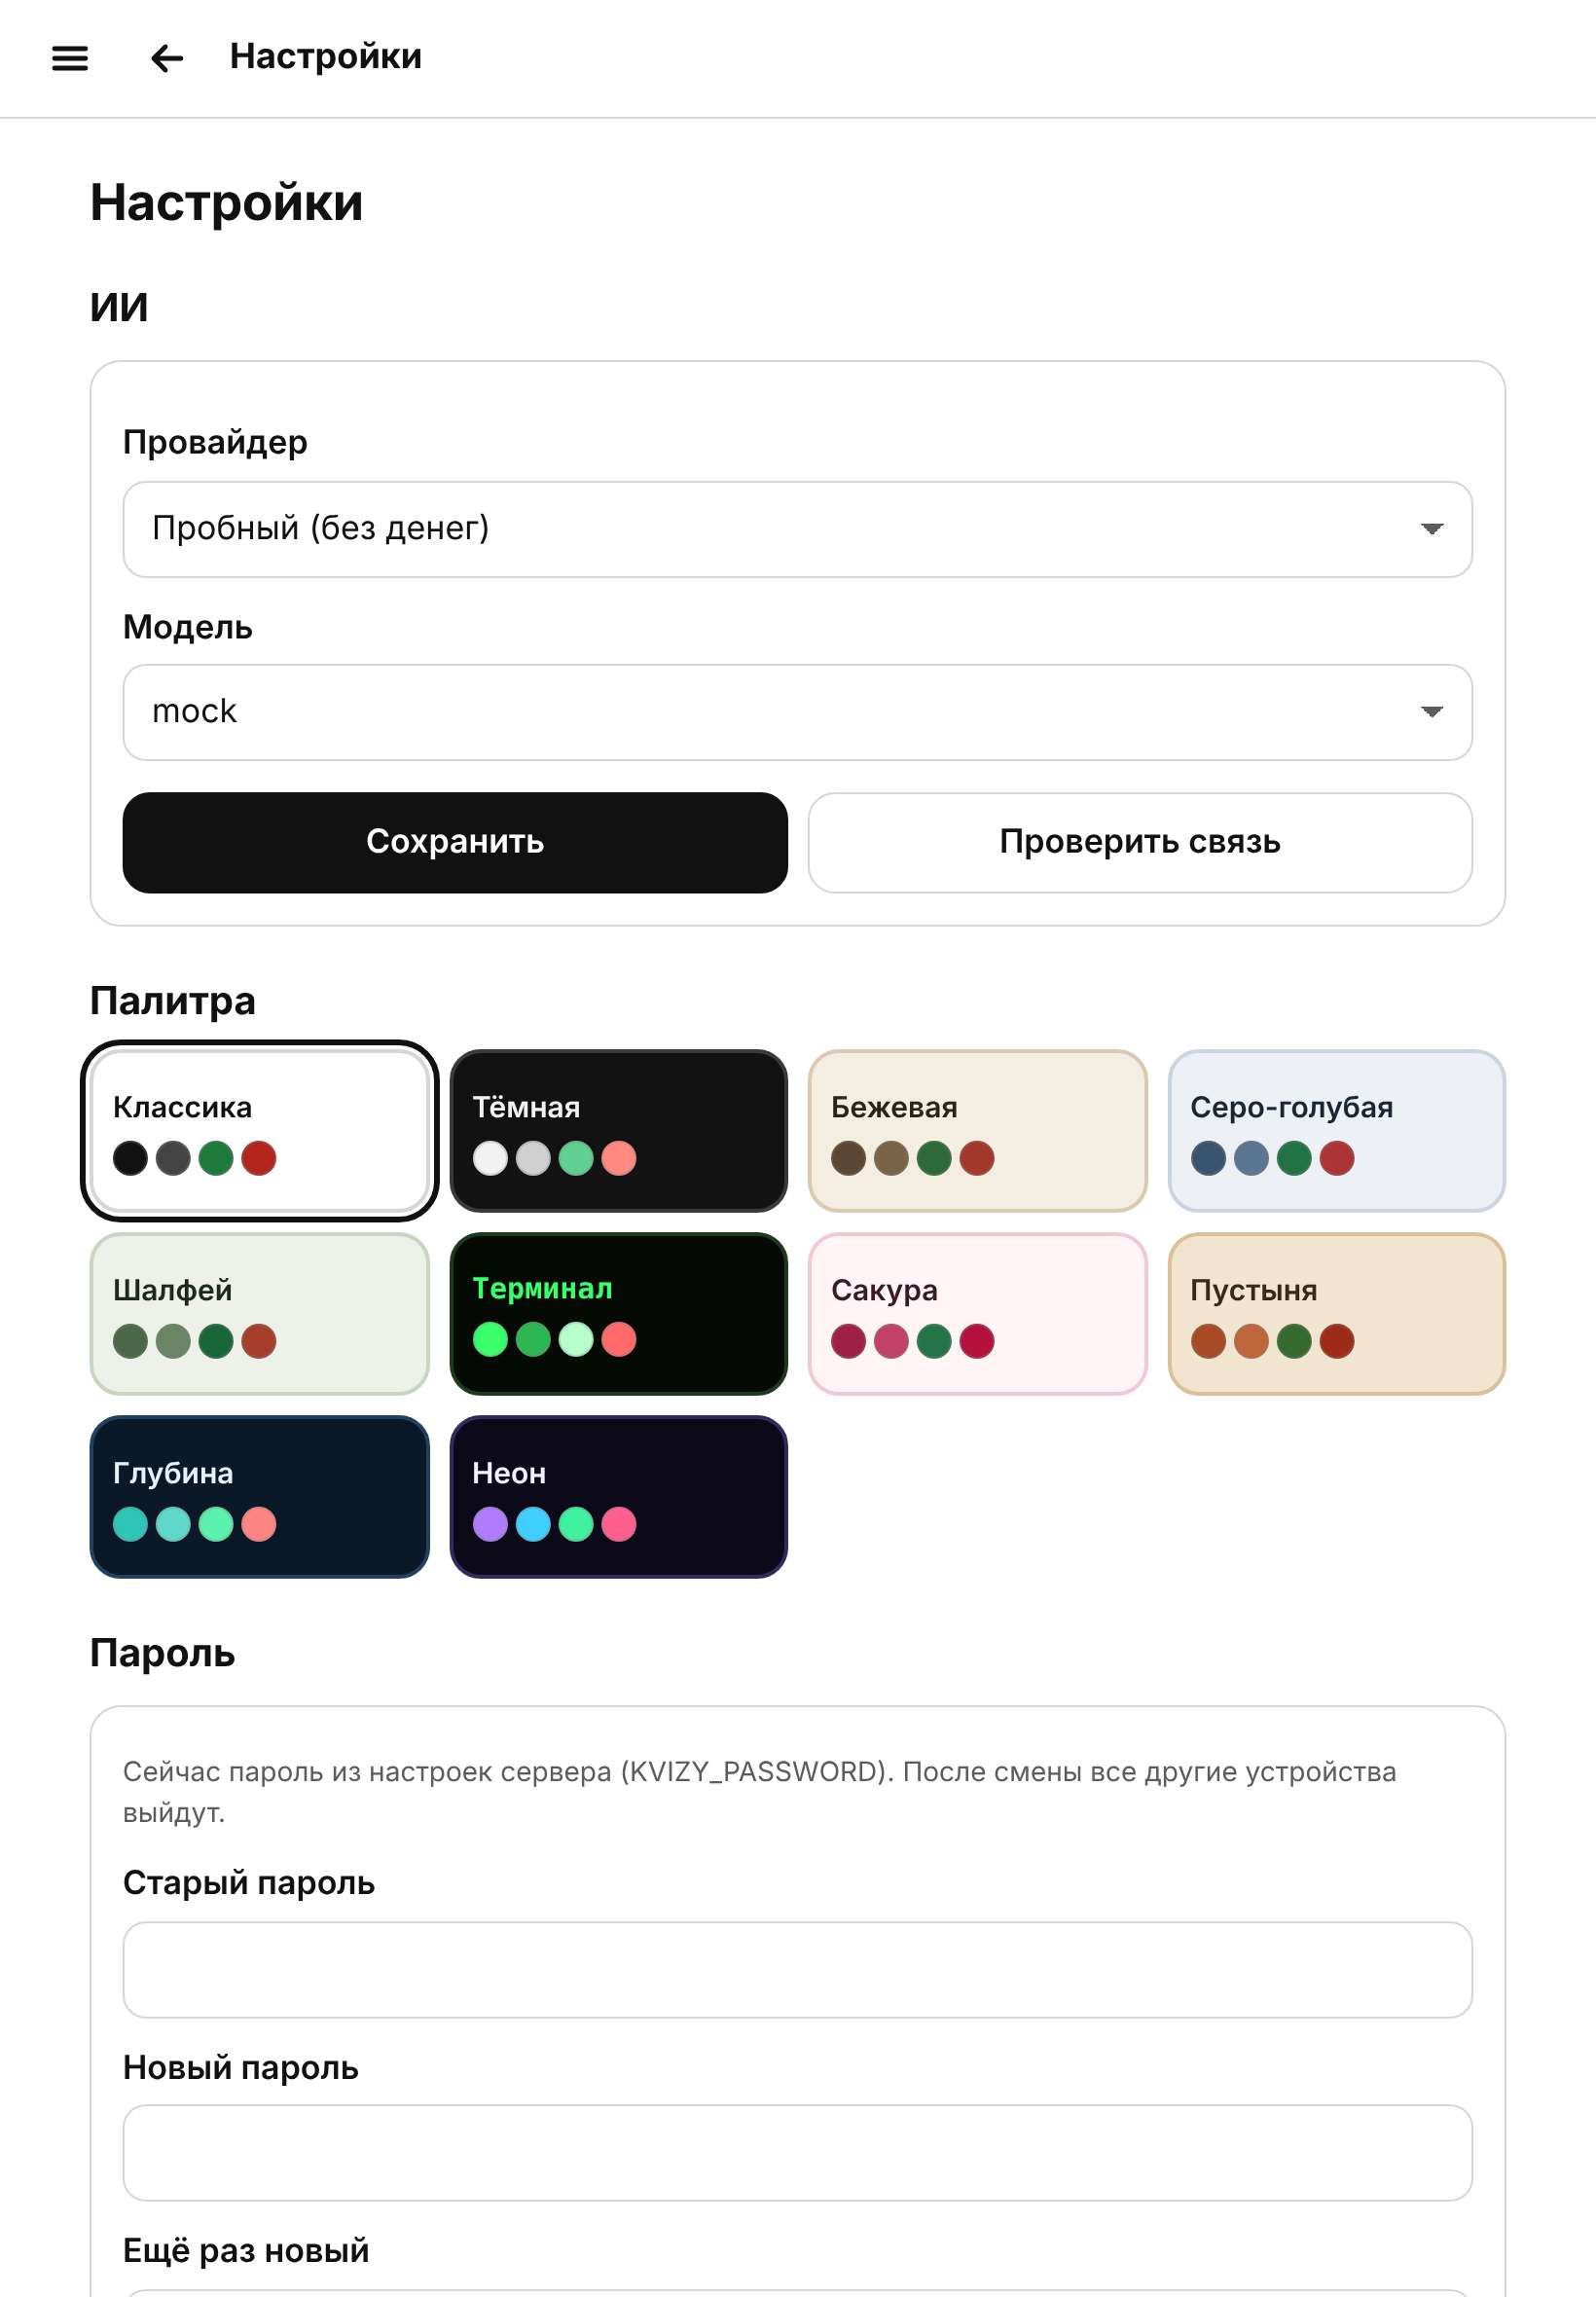 Настройки
Настройки
ИИ
Провайдер
Пробный (без денег)
Модель
mock
Сохранить
Проверить связь
Палитра
Классика
Тёмная
Бежевая
Серо-голубая
Шалфей
Терминал
Сакура
Пустыня
Глубина
Неон
Пароль
Сейчас пароль из настроек сервера (KVIZY_PASSWORD). После смены все другие устройства
выйдут.
Старый пароль
Новый пароль
Ещё раз новый